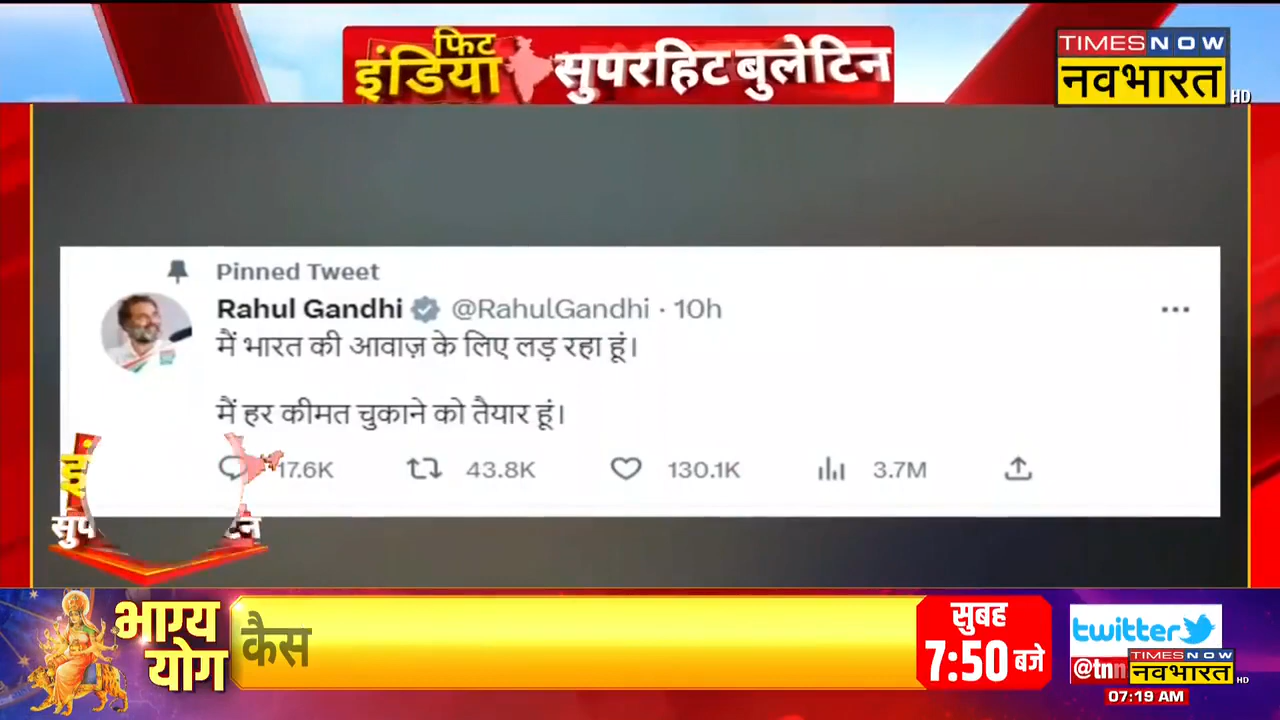 फिट
इंडिया सुपरहिट बुलेटिन
TIMES NOW
नवभारत
HD
Pinned Tweet
Rahul Gandhi @RahulGandhi · 10h
मैं भारत की आवाज़ के लिए लड़ रहा हूं।
मैं हर कीमत चुकाने को तैयार हूं।
17.6K 43.8K 130.1K 3.7M
भाग्य
योग
कैस
सुबह
7:50 बजे
twitter
@tnn
TIMES NOW
नवभारत
HD
07:19 AM